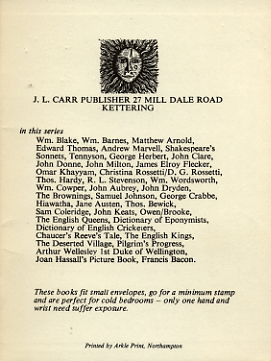 J. L. CARR PUBLISHER 27 MILL DALE ROAD
KETTERING
in this series
Wm. Blake, Wm. Barnes, Matthew Arnold,
Edward Thomas, Andrew Marvell, Shakespeare's
Sonnets, Tennyson, George Herbert, John Clare,
John Donne, John Milton, James Elroy Flecker,
Omar Khayyam, Christina Rossetti/D. G. Rossetti,
Thos. Hardy, R. L. Stevenson, Wm. Wordsworth,
Wm. Cowper, John Aubrey, John Dryden,
The Brownings, Samuel Johnson, George Crabbe,
Hiawatha, Jane Austen, Thos. Bewick,
Sam Coleridge, John Keats, Owen/Brooke,
The English Queens, Dictionary of Eponymists,
Dictionary of English Cricketers,
Chaucer's Reeve's Tale, The English Kings,
The Deserted Village, Pilgrim's Progress,
Arthur Wellesley 1st Duke of Wellington,
Joan Hassall's Picture Book, Francis Bacon.
These books fit small envelopes, go for a minimum stamp
and are perfect for cold bedrooms – only one hand and
wrist need suffer exposure.
Printed by Arkle Print, Northampton